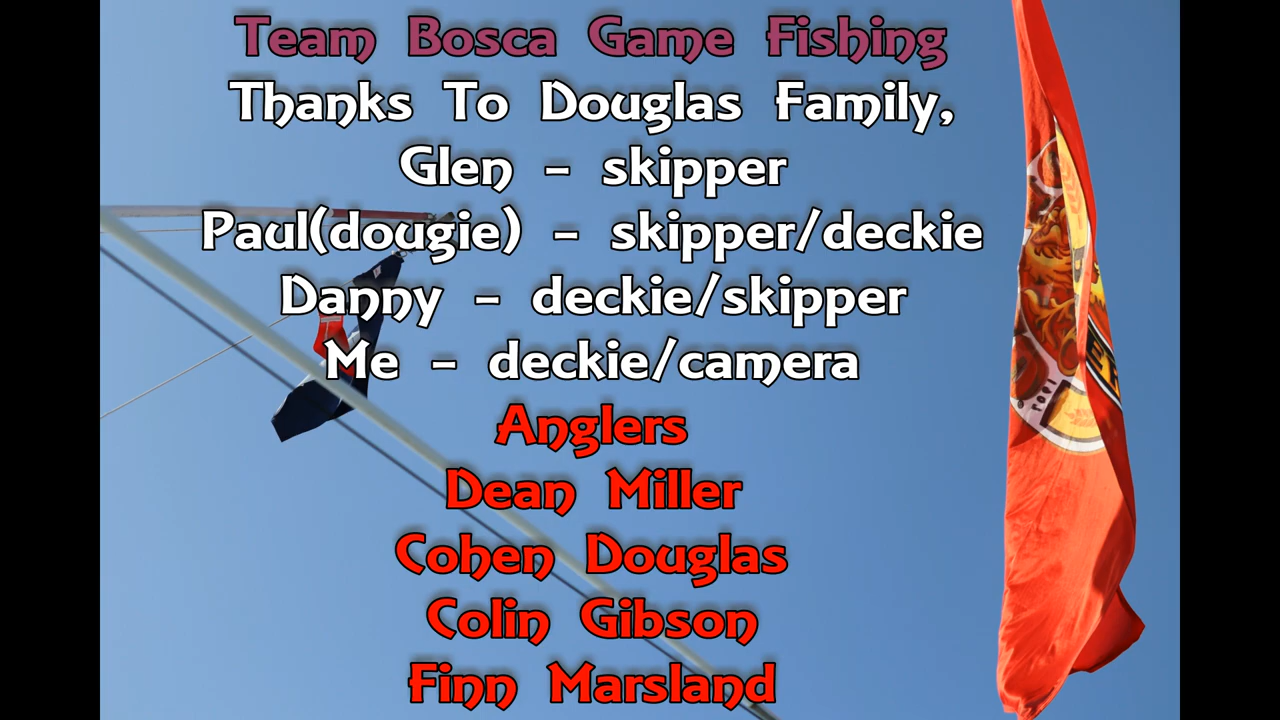 Team Bosca Game Fishing
Thanks To Douglas Family,
Glen - skipper
Paul(dougie) - skipper/deckie
Danny - deckie/skipper
Me - deckie/camera
Anglers
Dean Miller
Cohen Douglas
Colin Gibson
Finn Marsland